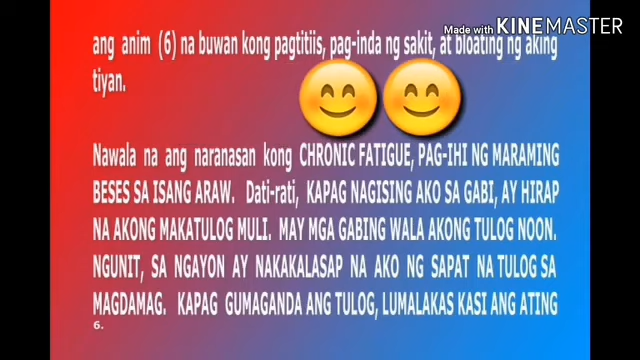 Made with KINEMASTER
ang anim (6) na buwan kong pagtitiis, pag-inda ng sakit, at bloating ng aking
tiyan.
Nawala na ang naranasan kong CHRONIC FATIGUE, PAG-IHI NG MARAMING
BESES SA ISANG ARAW. Dati-rati, KAPAG NAGISING AKO SA GABI, AY HIRAP
NA AKONG MAKATULOG MULI. MAY MGA GABING WALA AKONG TULOG NOON.
NGUNIT, SA NGAYON AY NAKAKALASAP NA AKO NG SAPAT NA TULOG SA
MAGDAMAG. KAPAG GUMAGANDA ANG TULOG, LUMALAKAS KASI ANG ATING
6.